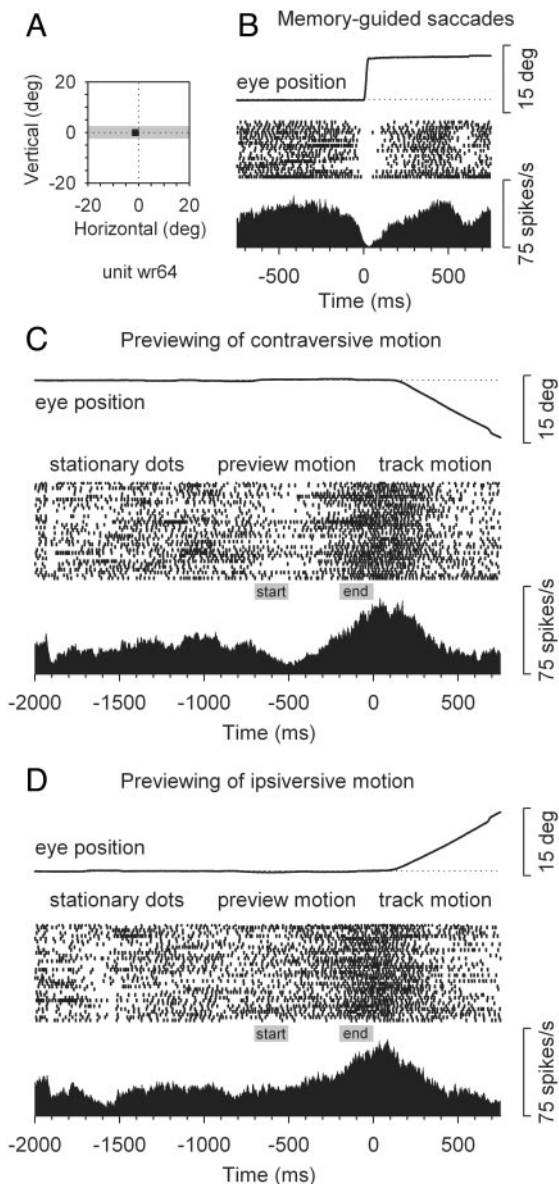 A
20
0
-20
Vertical (deg)
-20 0 20
Horizontal (deg)
unit wr64
B Memory-guided saccades
eye position
15 deg
75 spikes/s
-500 0 500
Time (ms)
C Previewing of contraversive motion
eye position
15 deg
stationary dots preview motion track motion
start end
75 spikes/s
-2000 -1500 -1000 -500 0 500
Time (ms)
D Previewing of ipsiversive motion
eye position
15 deg
stationary dots preview motion track motion
start end
75 spikes/s
-2000 -1500 -1000 -500 0 500
Time (ms)